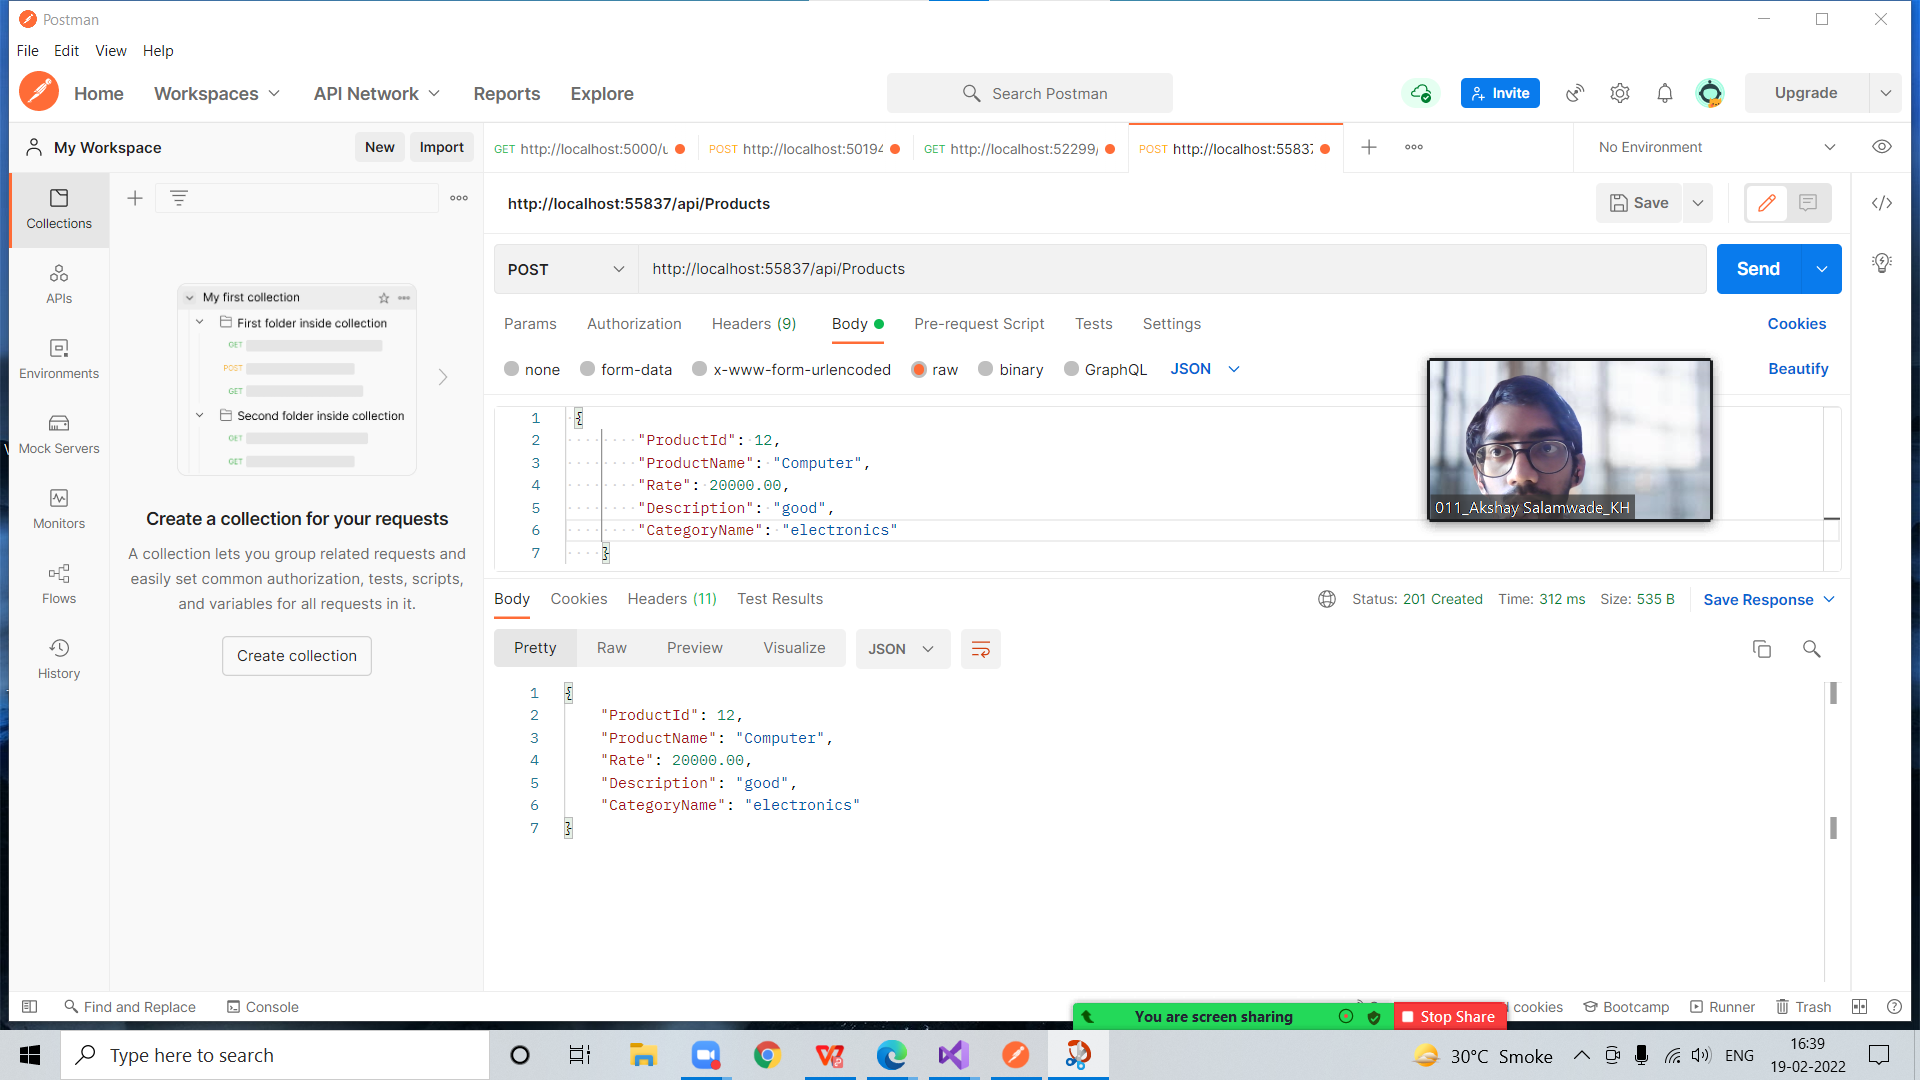 Postman
File Edit View Help
Home Workspaces API Network Reports Explore Search Postman Invite Upgrade
My Workspace New Import
GET http://localhost:5000/u POST http://localhost:50194 GET http://localhost:52299/ POST http://localhost:55837 No Environment
Collections
APIs
Environments
Mock Servers
Monitors
Flows
History
My first collection
First folder inside collection
GET
POST
GET
Second folder inside collection
GET
GET
Create a collection for your requests
A collection lets you group related requests and
easily set common authorization, tests, scripts,
and variables for all requests in it.
Create collection
http://localhost:55837/api/Products Save
POST http://localhost:55837/api/Products Send
Params Authorization Headers (9) Body Pre-request Script Tests Settings Cookies
none form-data x-www-form-urlencoded raw binary GraphQL JSON Beautify
1 {
2 "ProductId": 12,
3 "ProductName": "Computer",
4 "Rate": 20000.00,
5 "Description": "good",
6 "CategoryName": "electronics"
7 }
011_Akshay Salamwade_KH
Body Cookies Headers (11) Test Results Status: 201 Created Time: 312 ms Size: 535 B Save Response
Pretty Raw Preview Visualize JSON
1 {
2 "ProductId": 12,
3 "ProductName": "Computer",
4 "Rate": 20000.00,
5 "Description": "good",
6 "CategoryName": "electronics"
7 }
Find and Replace Console cookies Bootcamp Runner Trash
You are screen sharing Stop Share
Type here to search 30°C Smoke ENG 16:39
19-02-2022